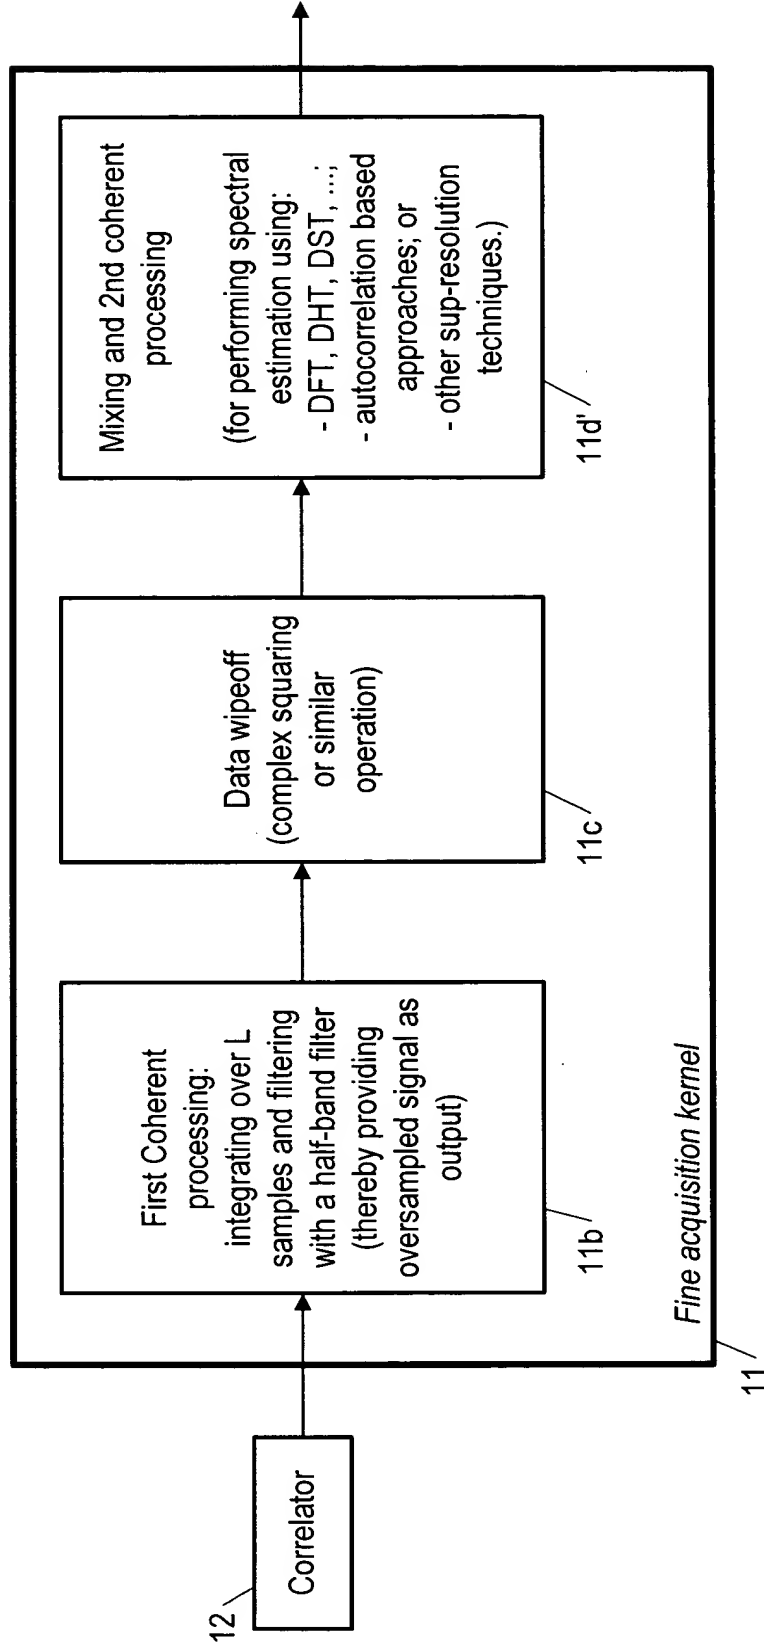 12
Correlator
First Coherent
processing:
integrating over L
samples and filtering
with a half-band filter
(thereby providing
oversampled signal as
output)
11b
Data wipeoff
(complex squaring
or similar
operation)
11c
Mixing and 2nd coherent
processing
(for performing spectral
estimation using:
- DFT, DHT, DST, ...;
- autocorrelation based
approaches; or
- other sup-resolution
techniques.)
11d'
Fine acquisition kernel
11